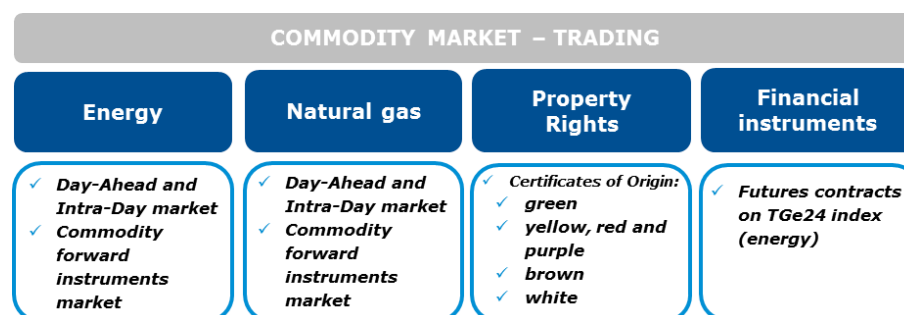 COMMODITY MARKET – TRADING
Energy
Day-Ahead and
Intra-Day market
Commodity
forward
instruments
market
Natural gas
Day-Ahead and
Intra-Day market
Commodity
forward
instruments
market
Property
Rights
Certificates of Origin:
green
yellow, red and
purple
brown
white
Financial
instruments
Futures contracts
on TGe24 index
(energy)